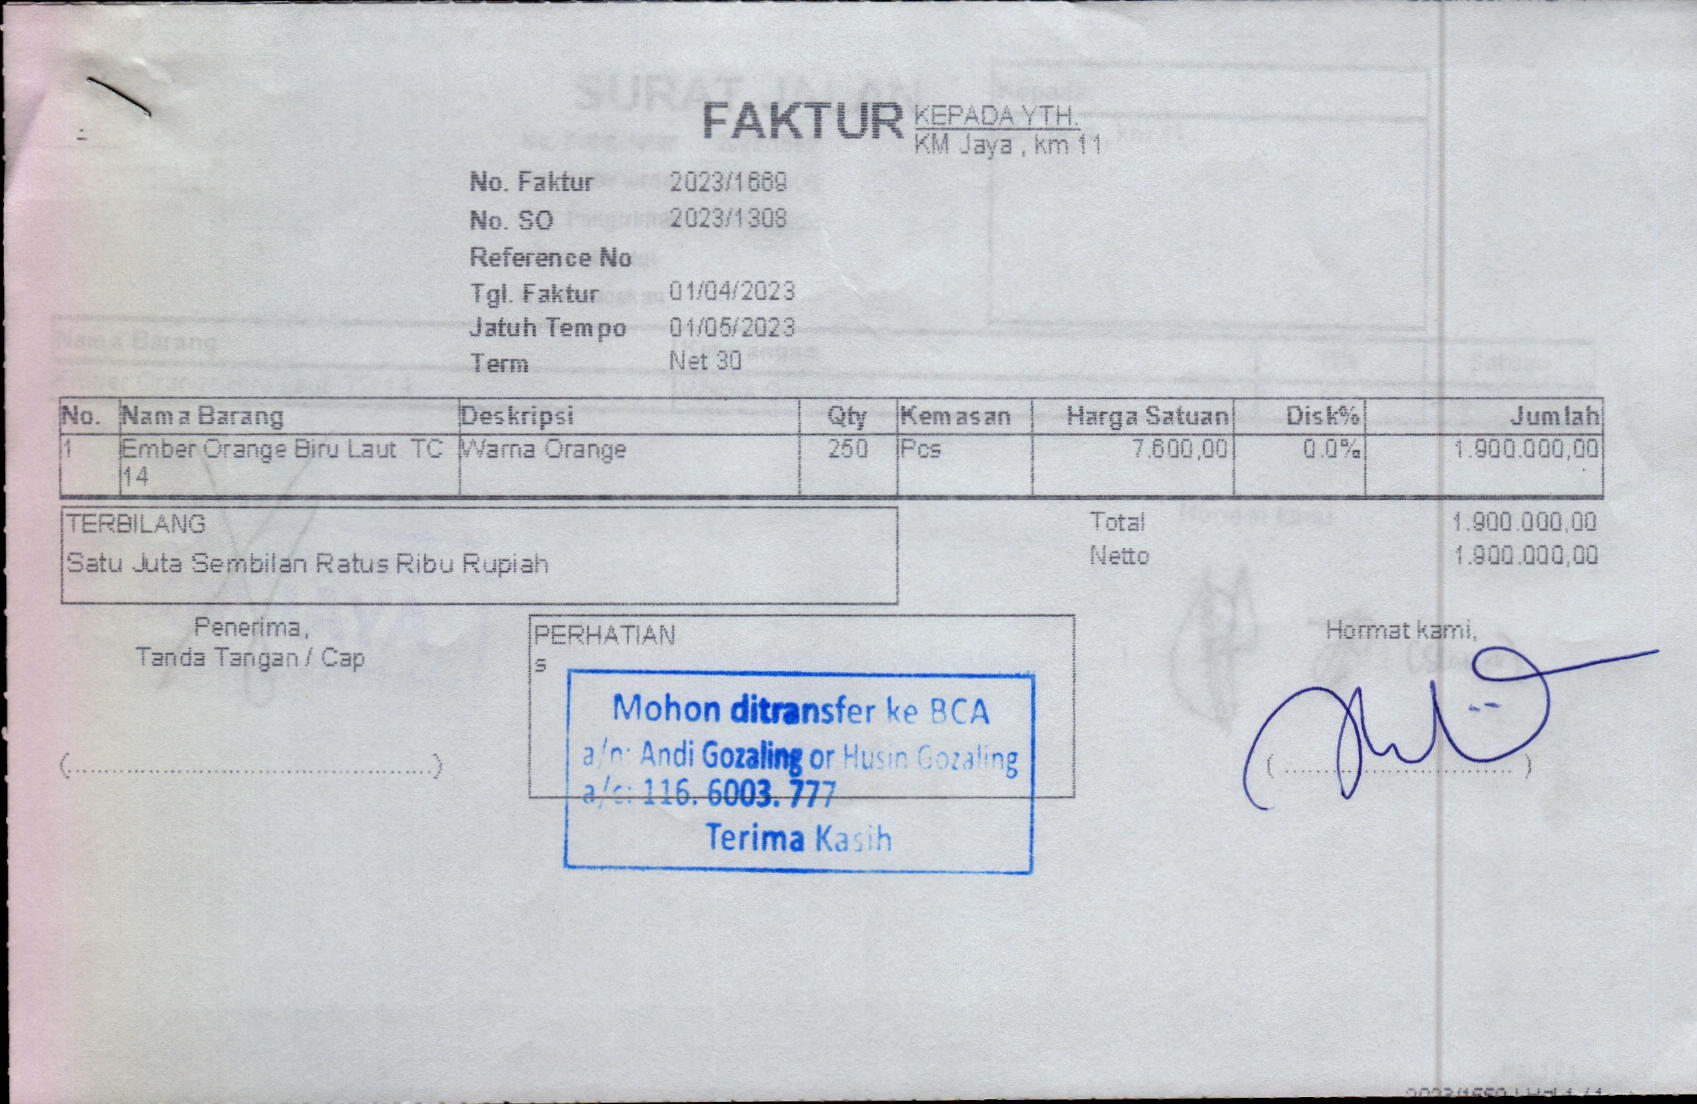 FAKTUR
KEPADA YTH.
KM Jaya , km 11
No. Faktur 2023/1669
No. SO 2023/1308
Reference No
Tgl. Faktur 01/04/2023
Jatuh Tempo 01/05/2023
Term Net 30
No. Nama Barang Deskripsi Qty Kemasan Harga Satuan Disk% Jumlah
1 Ember Orange Biru Laut TC Warna Orange 250 Pcs 7.600,00 0.0% 1.900.000,00
14
TERBILANG
Satu Juta Sembilan Ratus Ribu Rupiah
Total 1.900.000,00
Netto 1.900.000,00
Penerima,
Tanda Tangan / Cap
(..........................................)
PERHATIAN
s
Mohon ditransfer ke BCA
a/n: Andi Gozaling or Husin Gozaling
a/c: 116. 6003. 777
Terima Kasih
Hormat kami,
(..........................)
SURAT JALAN
Kepada
Nama Barang